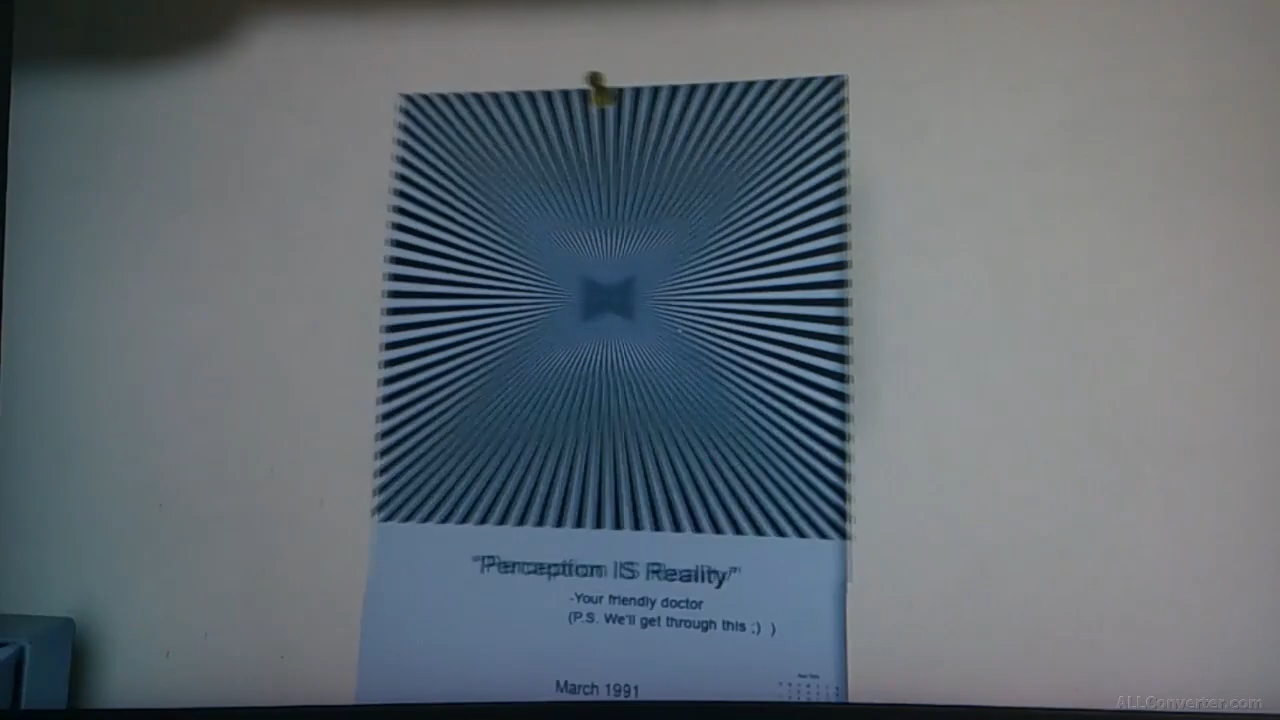 "Perception IS Reality"
-Your friendly doctor
(P.S. We'll get through this ;) )
March 1991
ALLConverter.com